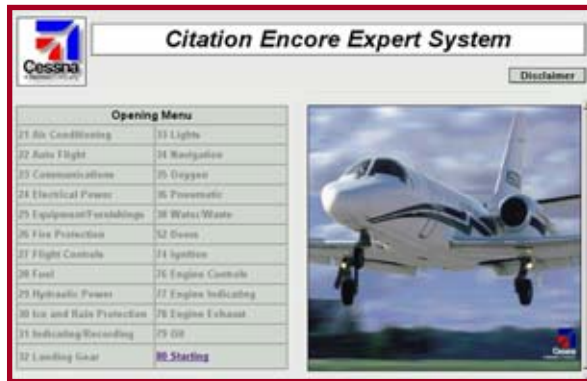 Cessna
Citation Encore Expert System
Disclaimer
Opening Menu
21 Air Conditioning
33 Lights
22 Auto Flight
34 Navigation
23 Communications
35 Oxygen
24 Electrical Power
36 Pneumatic
25 Equipment/Furnishings
38 Water/Waste
26 Fire Protection
52 Doors
27 Flight Controls
74 Ignition
28 Fuel
76 Engine Controls
29 Hydraulic Power
77 Engine Indicating
30 Ice and Rain Protection
78 Engine Exhaust
31 Indicating/Recording
79 Oil
32 Landing Gear
80 Starting
Cessna